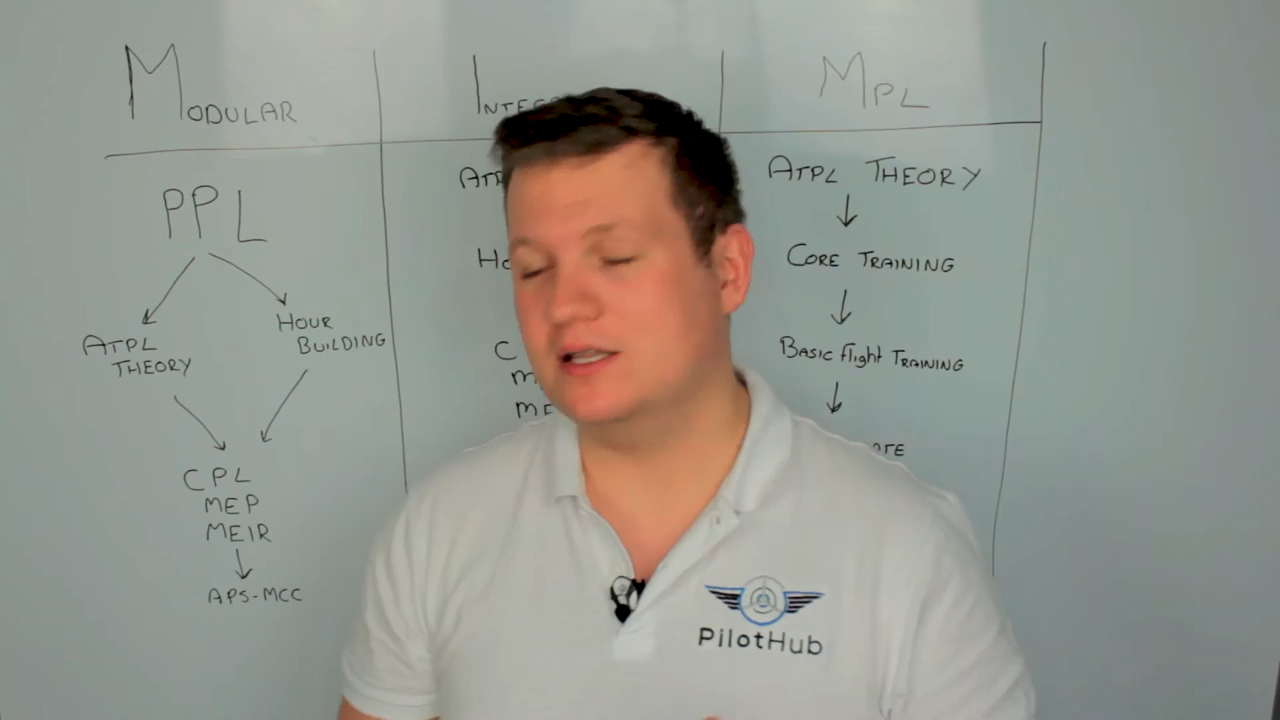 MODULAR
PPL
ATPL
THEORY
HOUR
BUILDING
CPL
MEP
MEIR
APS-MCC
MPL
ATPL THEORY
CORE TRAINING
BASIC flight TRAINING
PilotHub